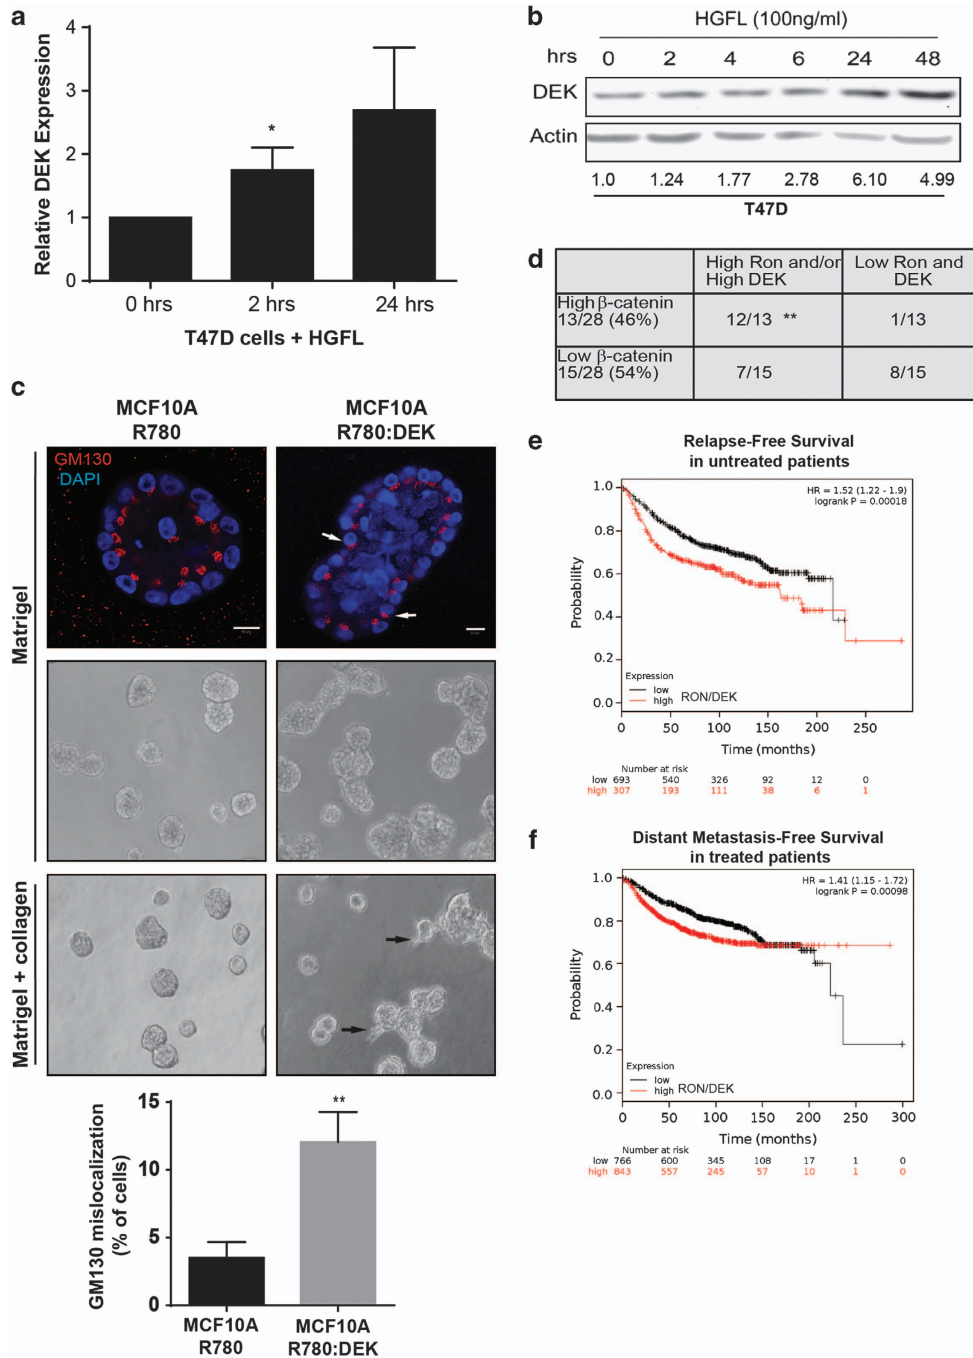 a
Relative DEK Expression
6
4
2
1
0
*
0 hrs
2 hrs
24 hrs
T47D cells + HGFL
b
HGFL (100ng/ml)
hrs 0 2 4 6 24 48
DEK
Actin
1.0 1.24 1.77 2.78 6.10 4.99
T47D
d
High Ron and/or
High DEK
Low Ron and
DEK
High β-catenin
13/28 (46%)
12/13 **
1/13
Low β-catenin
15/28 (54%)
7/15
8/15
c
MCF10A
R780
MCF10A
R780:DEK
GM130
DAPI
Matrigel
Matrigel + collagen
GM130 mislocalization
(% of cells)
15
10
5
0
**
MCF10A
R780
MCF10A
R780:DEK
e
Relapse-Free Survival
in untreated patients
HR = 1.52 (1.22 - 1.9)
logrank P = 0.00018
Probability
1.0
0.8
0.6
0.4
0.2
0.0
Expression
low
high RON/DEK
0 50 100 150 200 250
Time (months)
Number at risk
low 693 540 326 92 12 0
high 307 193 111 38 6 1
f
Distant Metastasis-Free Survival
in treated patients
HR = 1.41 (1.15 - 1.72)
logrank P = 0.00098
Probability
1.0
0.8
0.6
0.4
0.2
0.0
Expression
low
high RON/DEK
0 50 100 150 200 250 300
Time (months)
Number at risk
low 766 600 345 108 17 1 0
high 843 557 245 57 10 1 0